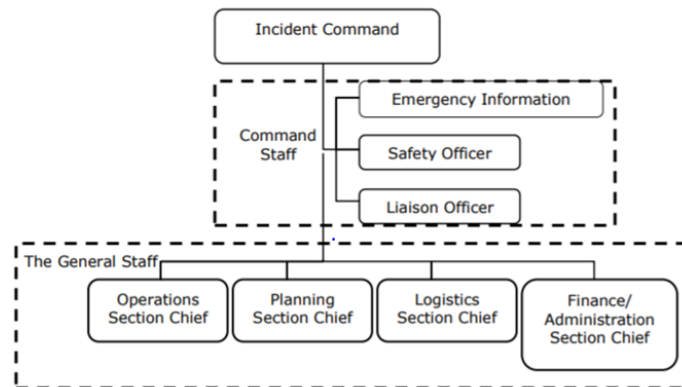 Incident Command
Emergency Information
Command
Staff
Safety Officer
Liaison Officer
The General Staff
Operations
Section Chief
Planning
Section Chief
Logistics
Section Chief
Finance/
Administration
Section Chief